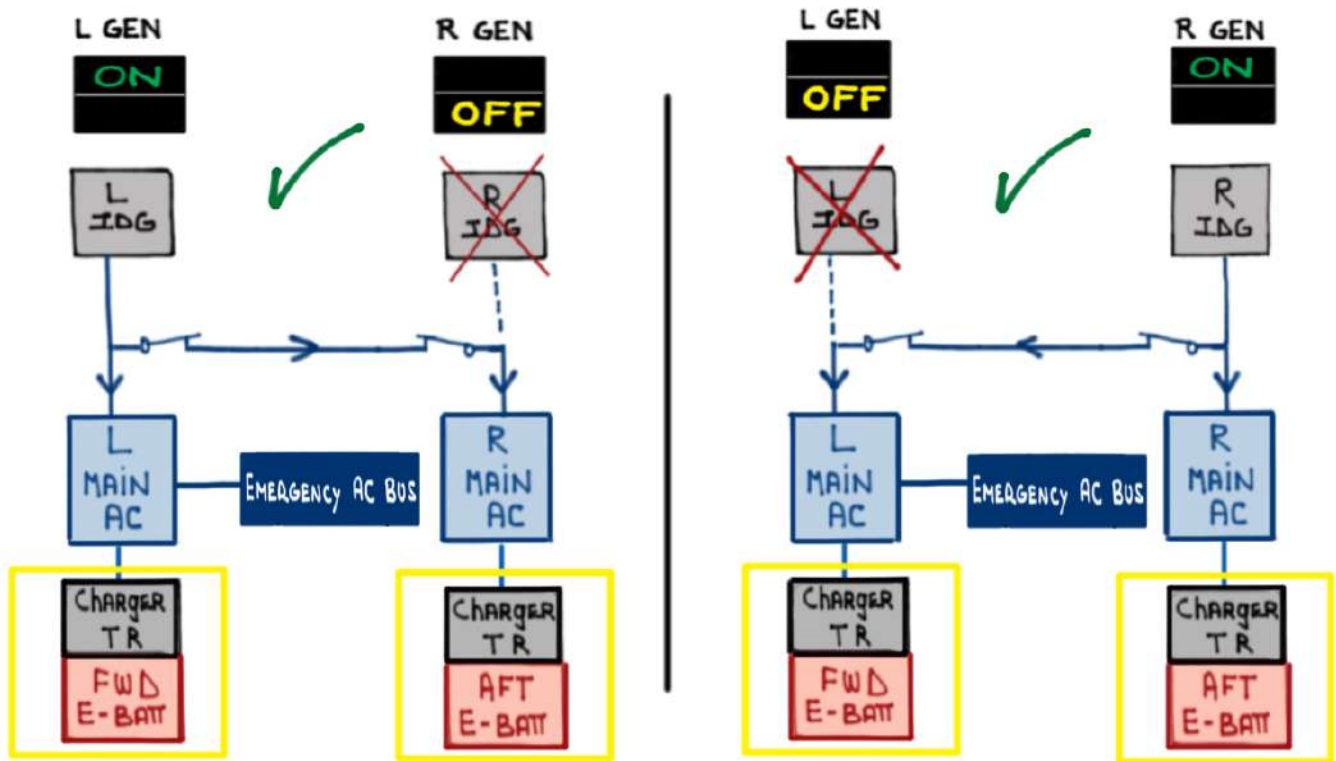 L GEN
ON
R GEN
OFF
L
IDG
R
IDG
L
MAIN
AC
EMERGENCY AC BUS
R
MAIN
AC
CHARGER
TR
FWD
E-BATT
CHARGER
TR
AFT
E-BATT
L GEN
OFF
R GEN
ON
L
IDG
R
IDG
L
MAIN
AC
EMERGENCY AC BUS
R
MAIN
AC
CHARGER
TR
FWD
E-BATT
CHARGER
TR
AFT
E-BATT